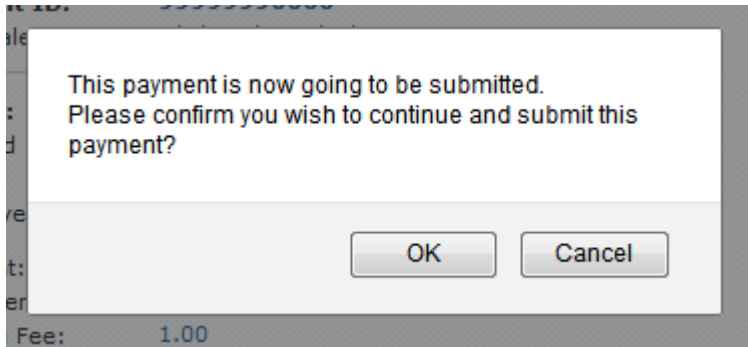 ID:
This payment is now going to be submitted.
Please confirm you wish to continue and submit this
payment?
OK Cancel
Fee: 1.00